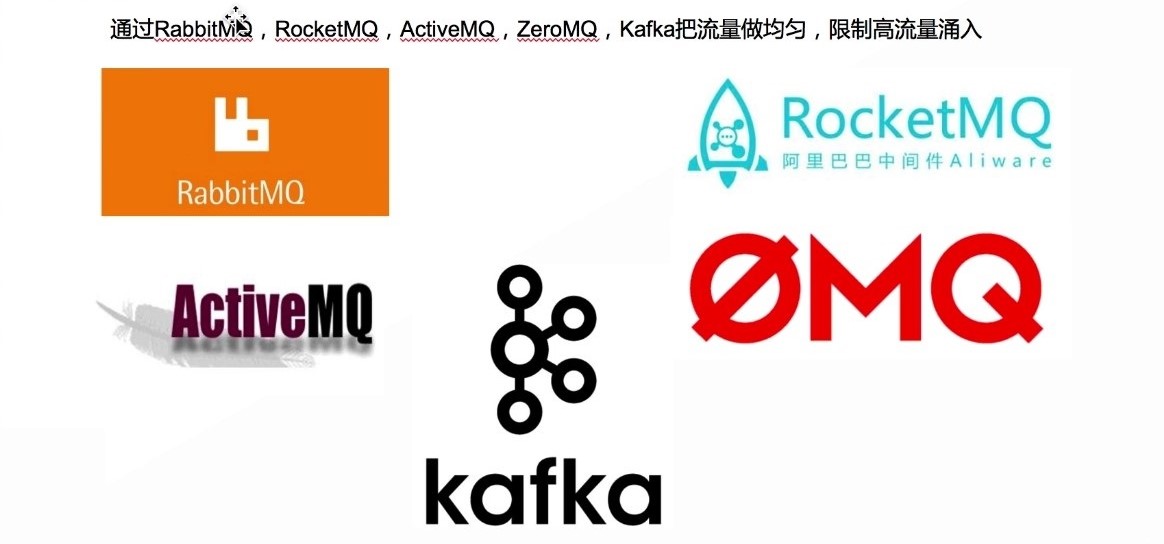 通过RabbitMQ，RocketMQ，ActiveMQ，ZeroMQ，Kafka把流量做均匀，限制高流量涌入
RabbitMQ
RocketMQ
阿里巴巴中间件Aliware
ActiveMQ
ØMQ
kafka